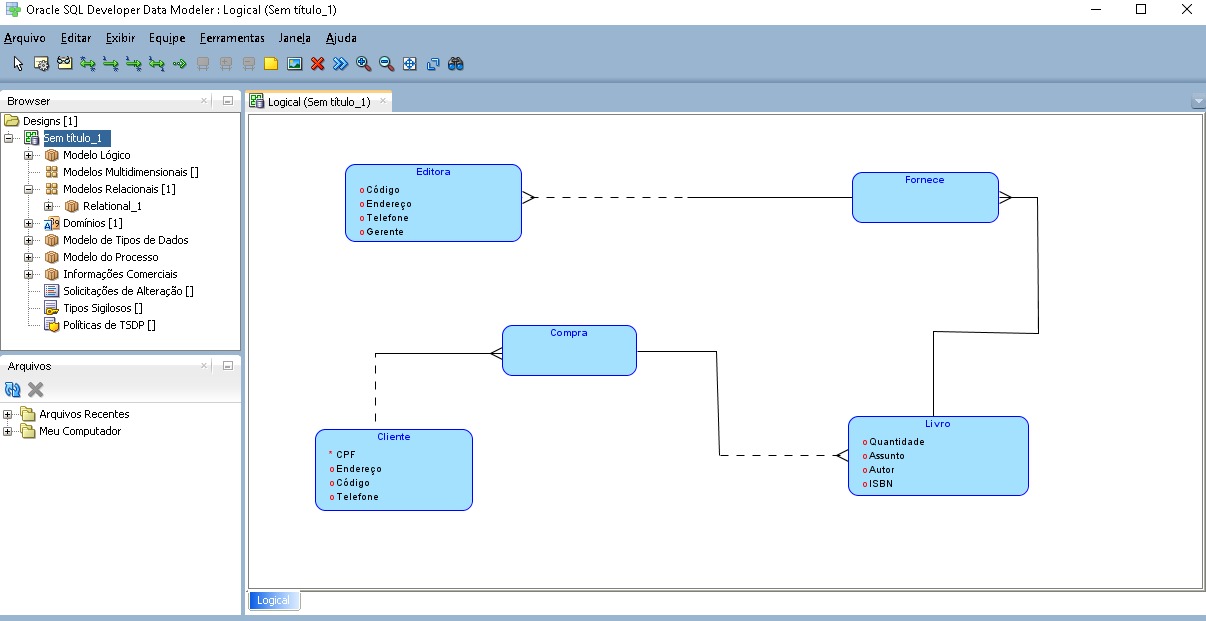 Oracle SQL Developer Data Modeler : Logical (Sem título_1)
Arquivo Editar Exibir Equipe Ferramentas Janela Ajuda
Browser
Designs [1]
Sem título_1
Modelo Lógico
Modelos Multidimensionais []
Modelos Relacionais [1]
Relational_1
Domínios [1]
Modelo de Tipos de Dados
Modelo do Processo
Informações Comerciais
Solicitações de Alteração []
Tipos Sigilosos []
Políticas de TSDP []
Arquivos
Arquivos Recentes
Meu Computador
Logical (Sem título_1)
Editora
o Código
o Endereço
o Telefone
o Gerente
Fornece
Compra
Cliente
* CPF
o Endereço
o Código
o Telefone
Livro
o Quantidade
o Assunto
o Autor
o ISBN
Logical